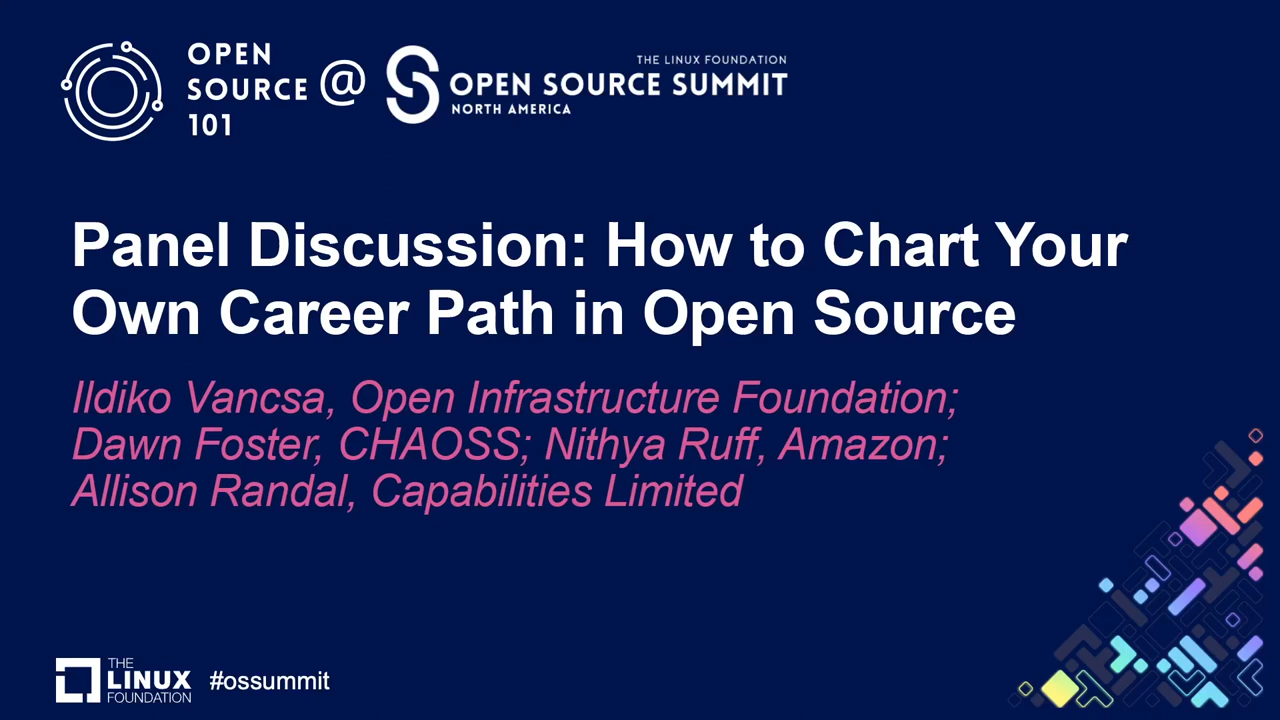 OPEN
SOURCE
101
@
THE LINUX FOUNDATION
OPEN SOURCE SUMMIT
NORTH AMERICA
Panel Discussion: How to Chart Your
Own Career Path in Open Source
Ildiko Vancsa, Open Infrastructure Foundation;
Dawn Foster, CHAOSS; Nithya Ruff, Amazon;
Allison Randal, Capabilities Limited
THE
LINUX
FOUNDATION
#ossummit